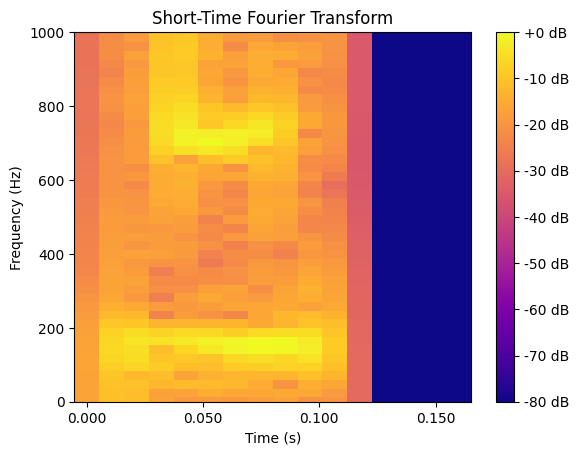 Short-Time Fourier Transform
1000
800
600
400
200
0
Frequency (Hz)
0.000
0.050
0.100
0.150
Time (s)
+0 dB
-10 dB
-20 dB
-30 dB
-40 dB
-50 dB
-60 dB
-70 dB
-80 dB